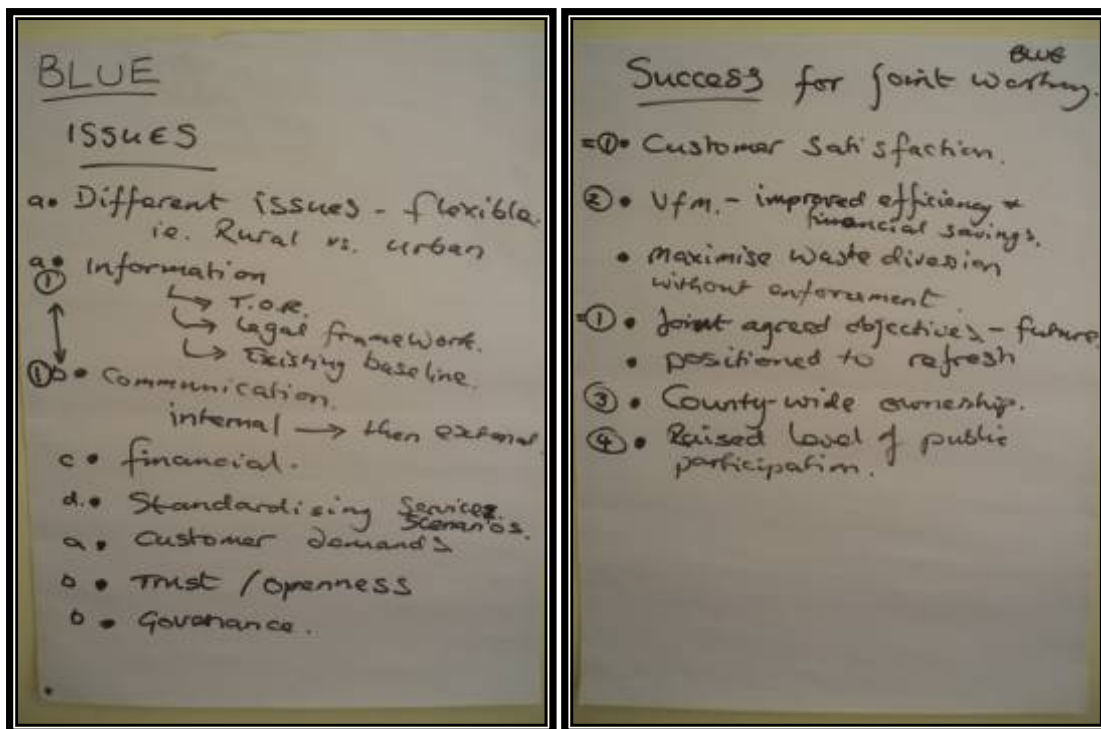 BLUE
ISSUES
a • Different issues - flexible.
ie. Rural vs. urban
a • Information
①
↳ T.O.R.
↳ Legal framework.
↳ Existing baseline.
① b • Communication.
internal → then external
c • financial.
d. • Standardising Services.
Scenarios.
a • Customer demands
b • Trust / openness
b • Governance.
BLUE
Success for joint working.
=① • Customer Satisfaction.
② • Vfm. - improved efficiency &
financial savings.
• Maximise waste diversion
without enforcement.
=① • Joint agreed objectives - future
• positioned to refresh
③ • County-wide ownership.
④ • Raised level of public
participation.